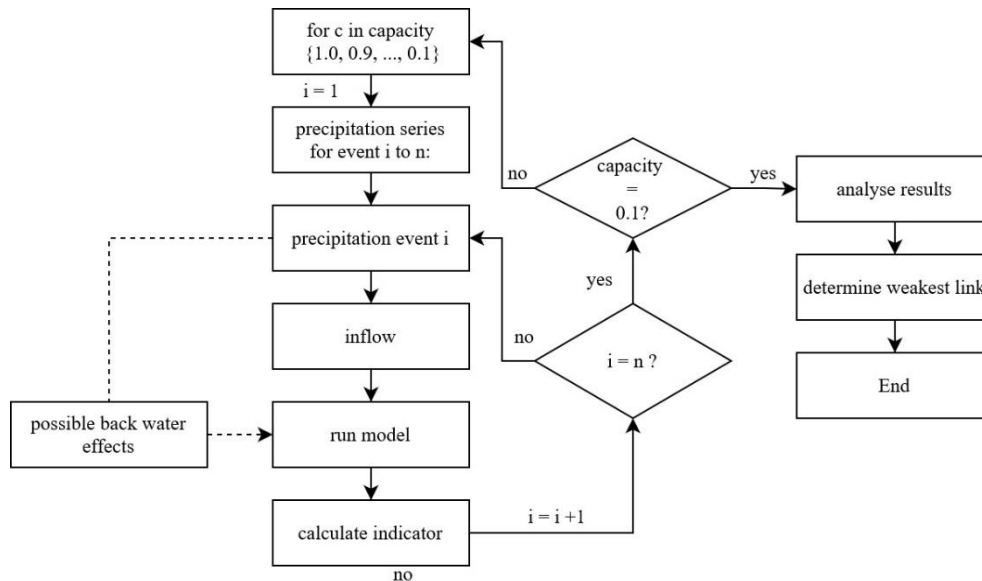 for c in capacity
{1.0, 0.9, ..., 0.1}
i = 1
precipitation series
for event i to n:
precipitation event i
inflow
possible back water
effects
run model
calculate indicator
no
i = i +1
i = n ?
no
yes
capacity
=
0.1?
no
yes
analyse results
determine weakest link
End